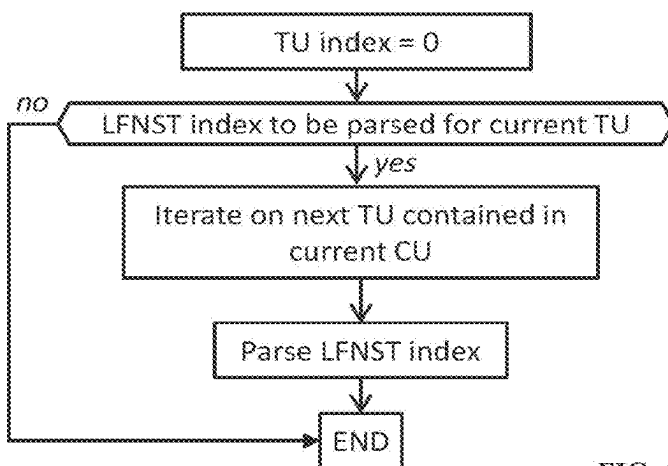 TU index = 0
no
LFNST index to be parsed for current TU
yes
Iterate on next TU contained in
current CU
Parse LFNST index
END